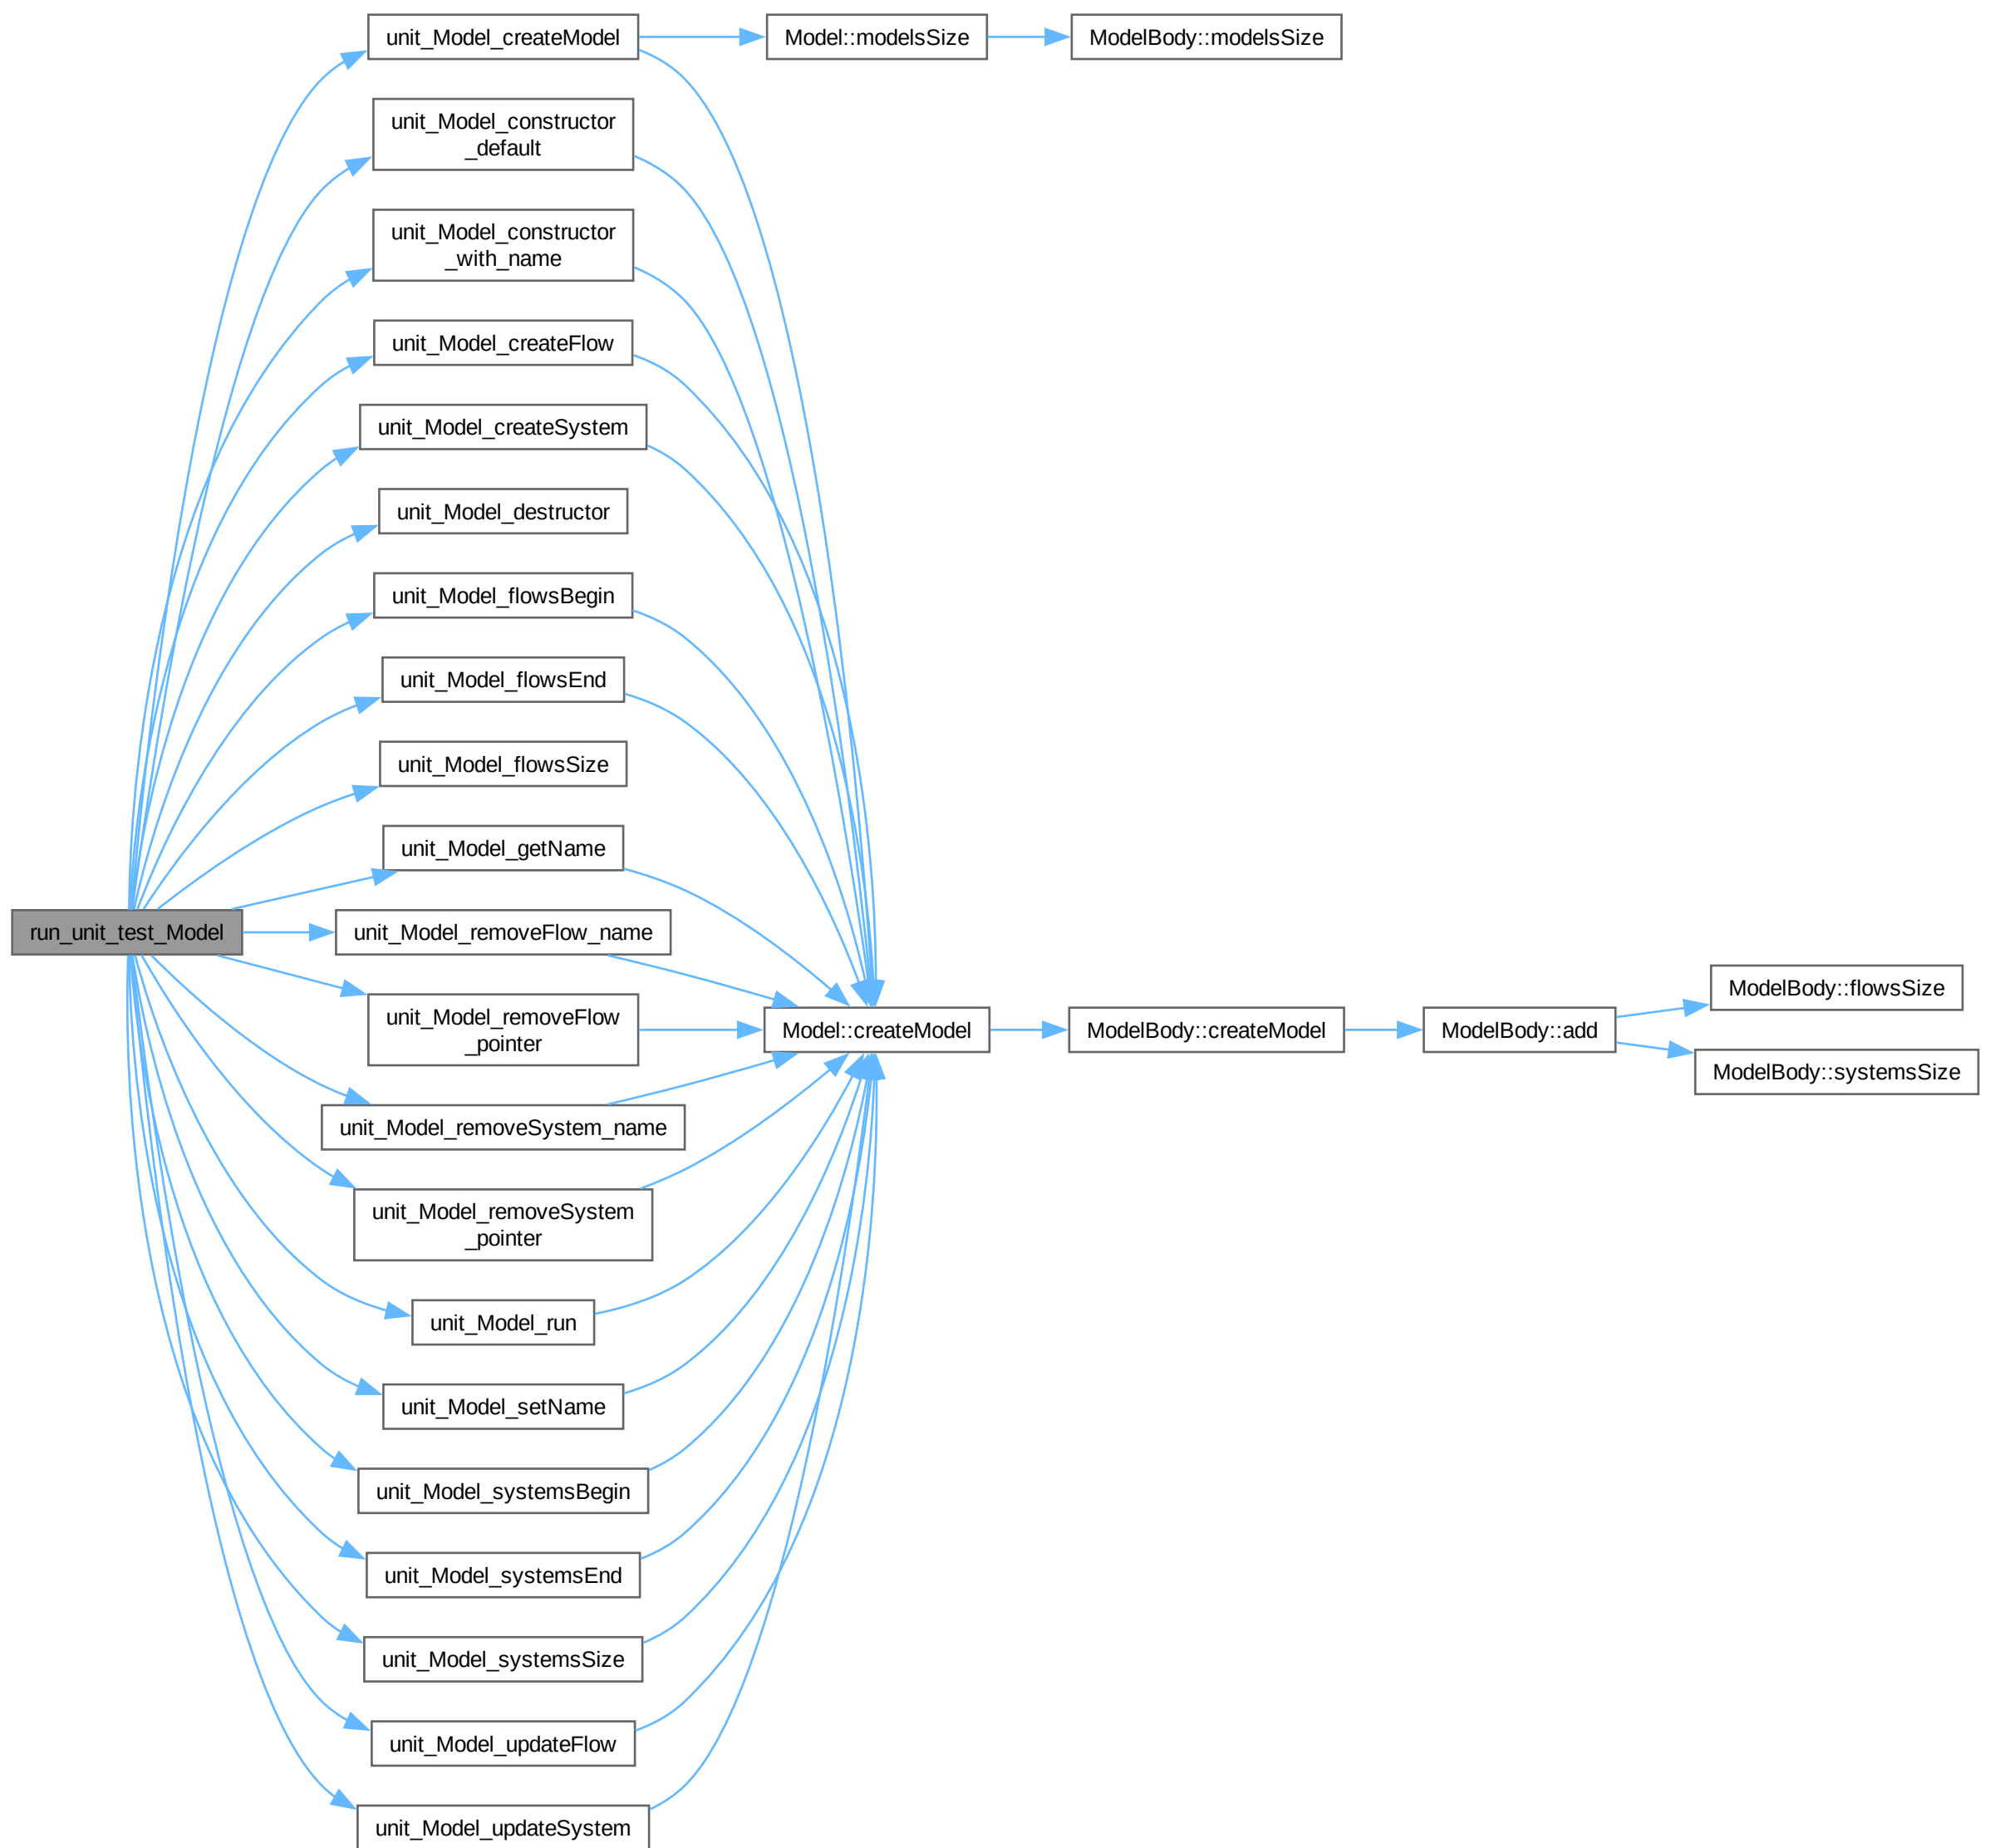 unit_Model_createModel
Model::modelsSize
ModelBody::modelsSize
unit_Model_constructor
_default
unit_Model_constructor
_with_name
unit_Model_createFlow
unit_Model_createSystem
unit_Model_destructor
unit_Model_flowsBegin
unit_Model_flowsEnd
unit_Model_flowsSize
unit_Model_getName
run_unit_test_Model
unit_Model_removeFlow_name
unit_Model_removeFlow
_pointer
Model::createModel
ModelBody::createModel
ModelBody::add
ModelBody::flowsSize
ModelBody::systemsSize
unit_Model_removeSystem_name
unit_Model_removeSystem
_pointer
unit_Model_run
unit_Model_setName
unit_Model_systemsBegin
unit_Model_systemsEnd
unit_Model_systemsSize
unit_Model_updateFlow
unit_Model_updateSystem